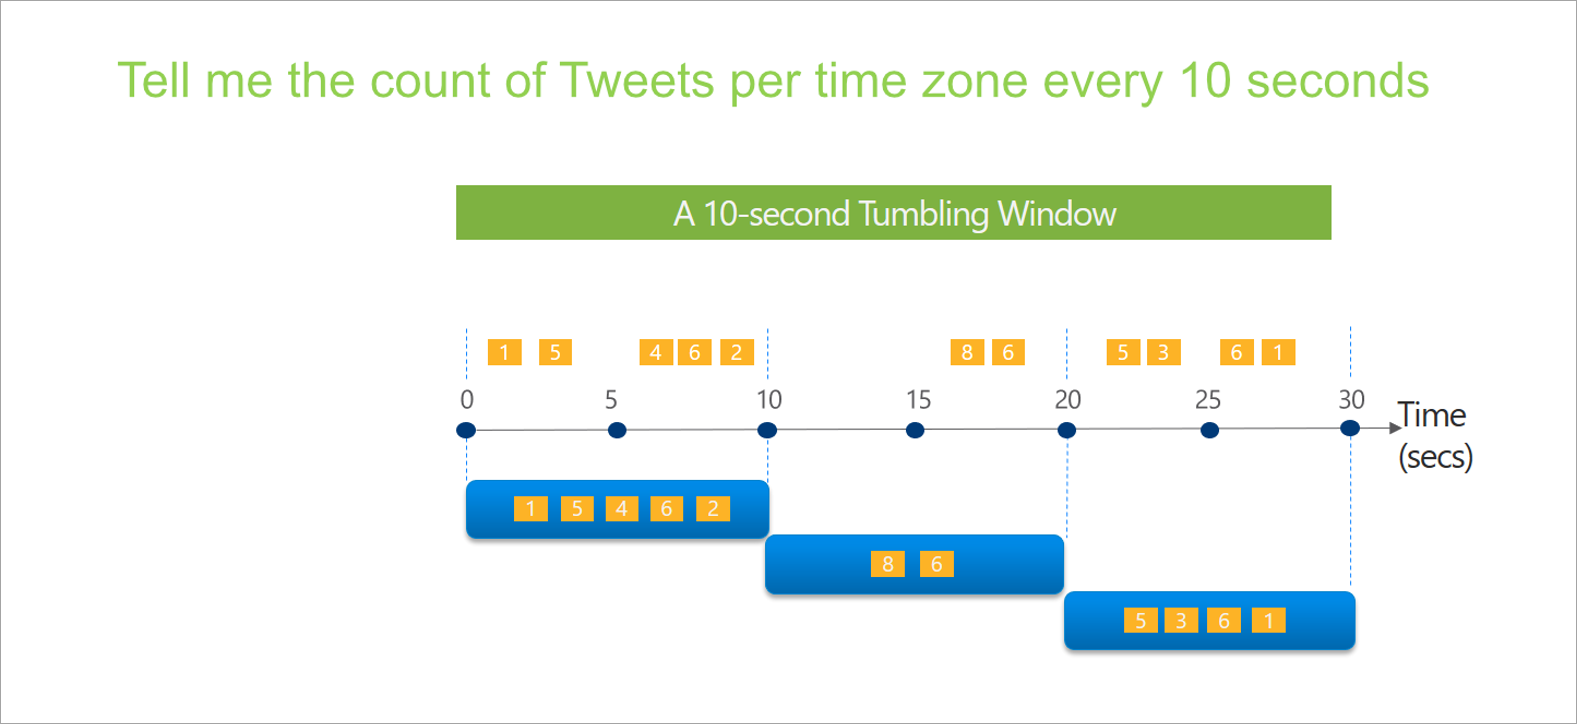 Tell me the count of Tweets per time zone every 10 seconds
A 10-second Tumbling Window
1 5 4 6 2 8 6 5 3 6 1
0 5 10 15 20 25 30
Time
(secs)
1 5 4 6 2
8 6
5 3 6 1